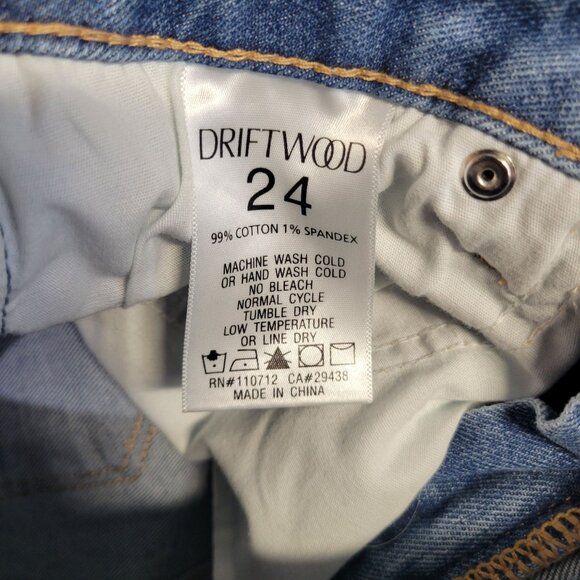 DRIFTWOOD
24
99% COTTON 1% SPANDEX
MACHINE WASH COLD
OR HAND WASH COLD
NO BLEACH
NORMAL CYCLE
TUMBLE DRY
LOW TEMPERATURE
OR LINE DRY
RN#110712 CA#29438
MADE IN CHINA